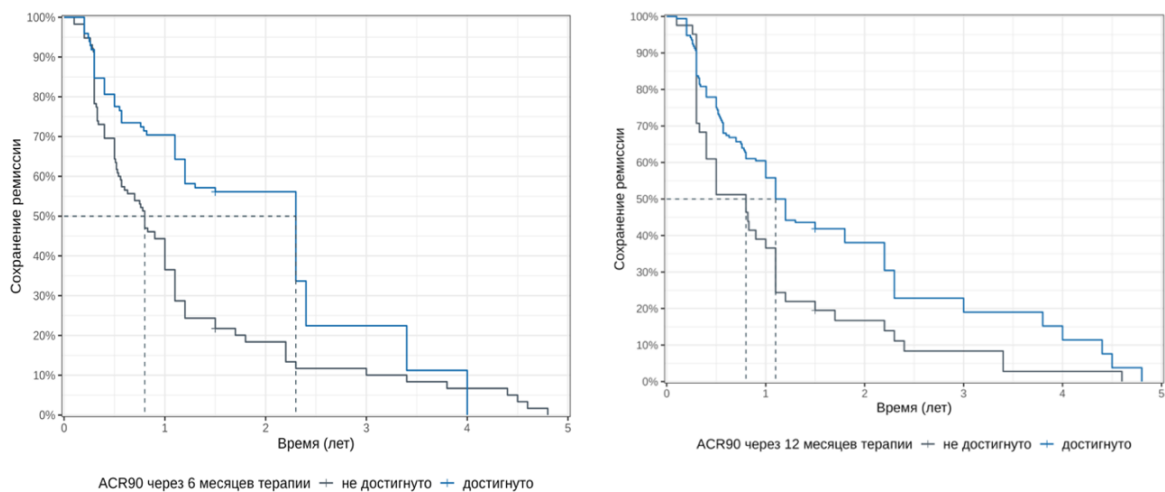 100%
90%
80%
70%
60%
50%
40%
30%
20%
10%
0%
Сохранение ремиссии
0 1 2 3 4 5
Время (лет)
ACR90 через 6 месяцев терапии не достигнуто достигнуто
100%
90%
80%
70%
60%
50%
40%
30%
20%
10%
0%
Сохранение ремиссии
0 1 2 3 4 5
Время (лет)
ACR90 через 12 месяцев терапии не достигнуто достигнуто